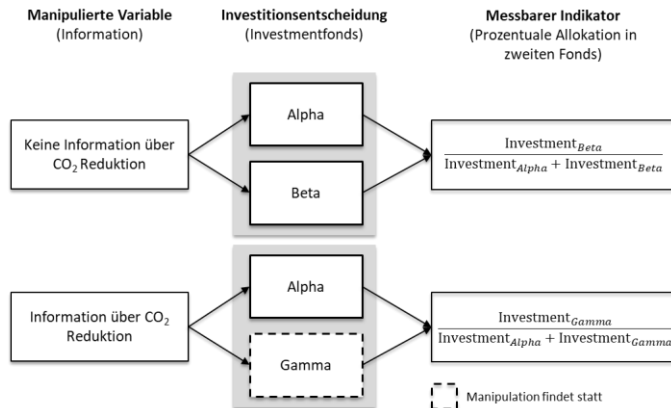 Manipulierte Variable
(Information)
Investitionsentscheidung
(Investmentfonds)
Messbarer Indikator
(Prozentuale Allokation in
zweiten Fonds)
Keine Information über
CO₂ Reduktion
Alpha
Beta
Investment_Beta
Investment_Alpha + Investment_Beta
Information über CO₂
Reduktion
Alpha
Gamma
Investment_Gamma
Investment_Alpha + Investment_Gamma
Manipulation findet statt